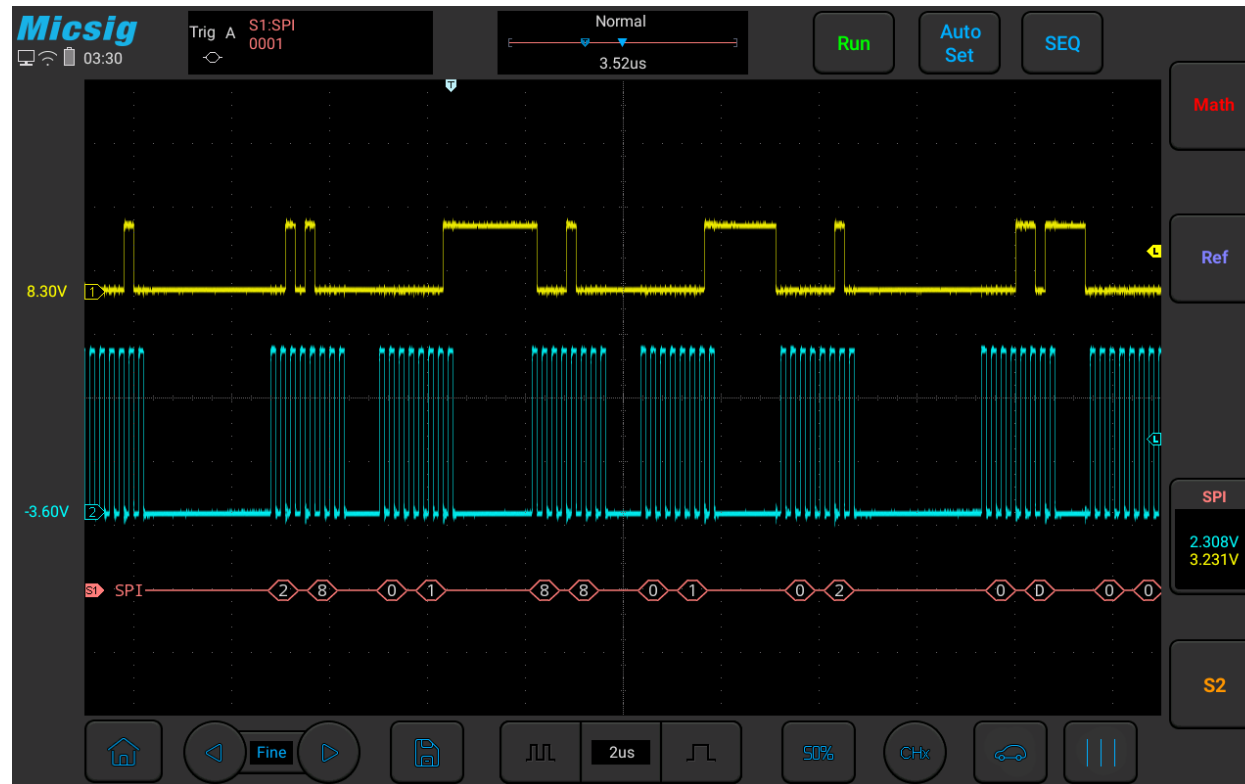 Micsig
03:30
Trig A S1:SPI
0001
Normal
3.52us
Run
Auto
Set
SEQ
Math
T
Ref
L
8.30V
1
L
-3.60V
2
SPI
2.308V
3.231V
S1 SPI 2 8 0 1 8 8 0 1 0 2 0 D 0 0
S2
Fine
2us
50%
CHx